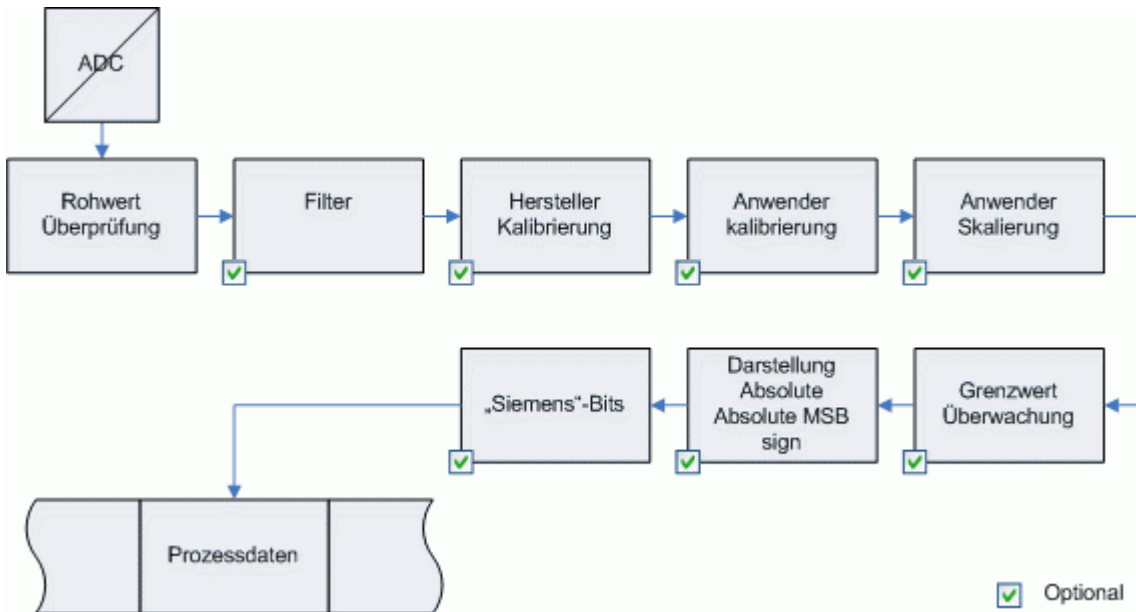 ADC
Rohwert
Überprüfung
Filter
Hersteller
Kalibrierung
Anwender
kalibrierung
Anwender
Skalierung
Grenzwert
Überwachung
Darstellung
Absolute
Absolute MSB
sign
„Siemens“-Bits
Prozessdaten
Optional